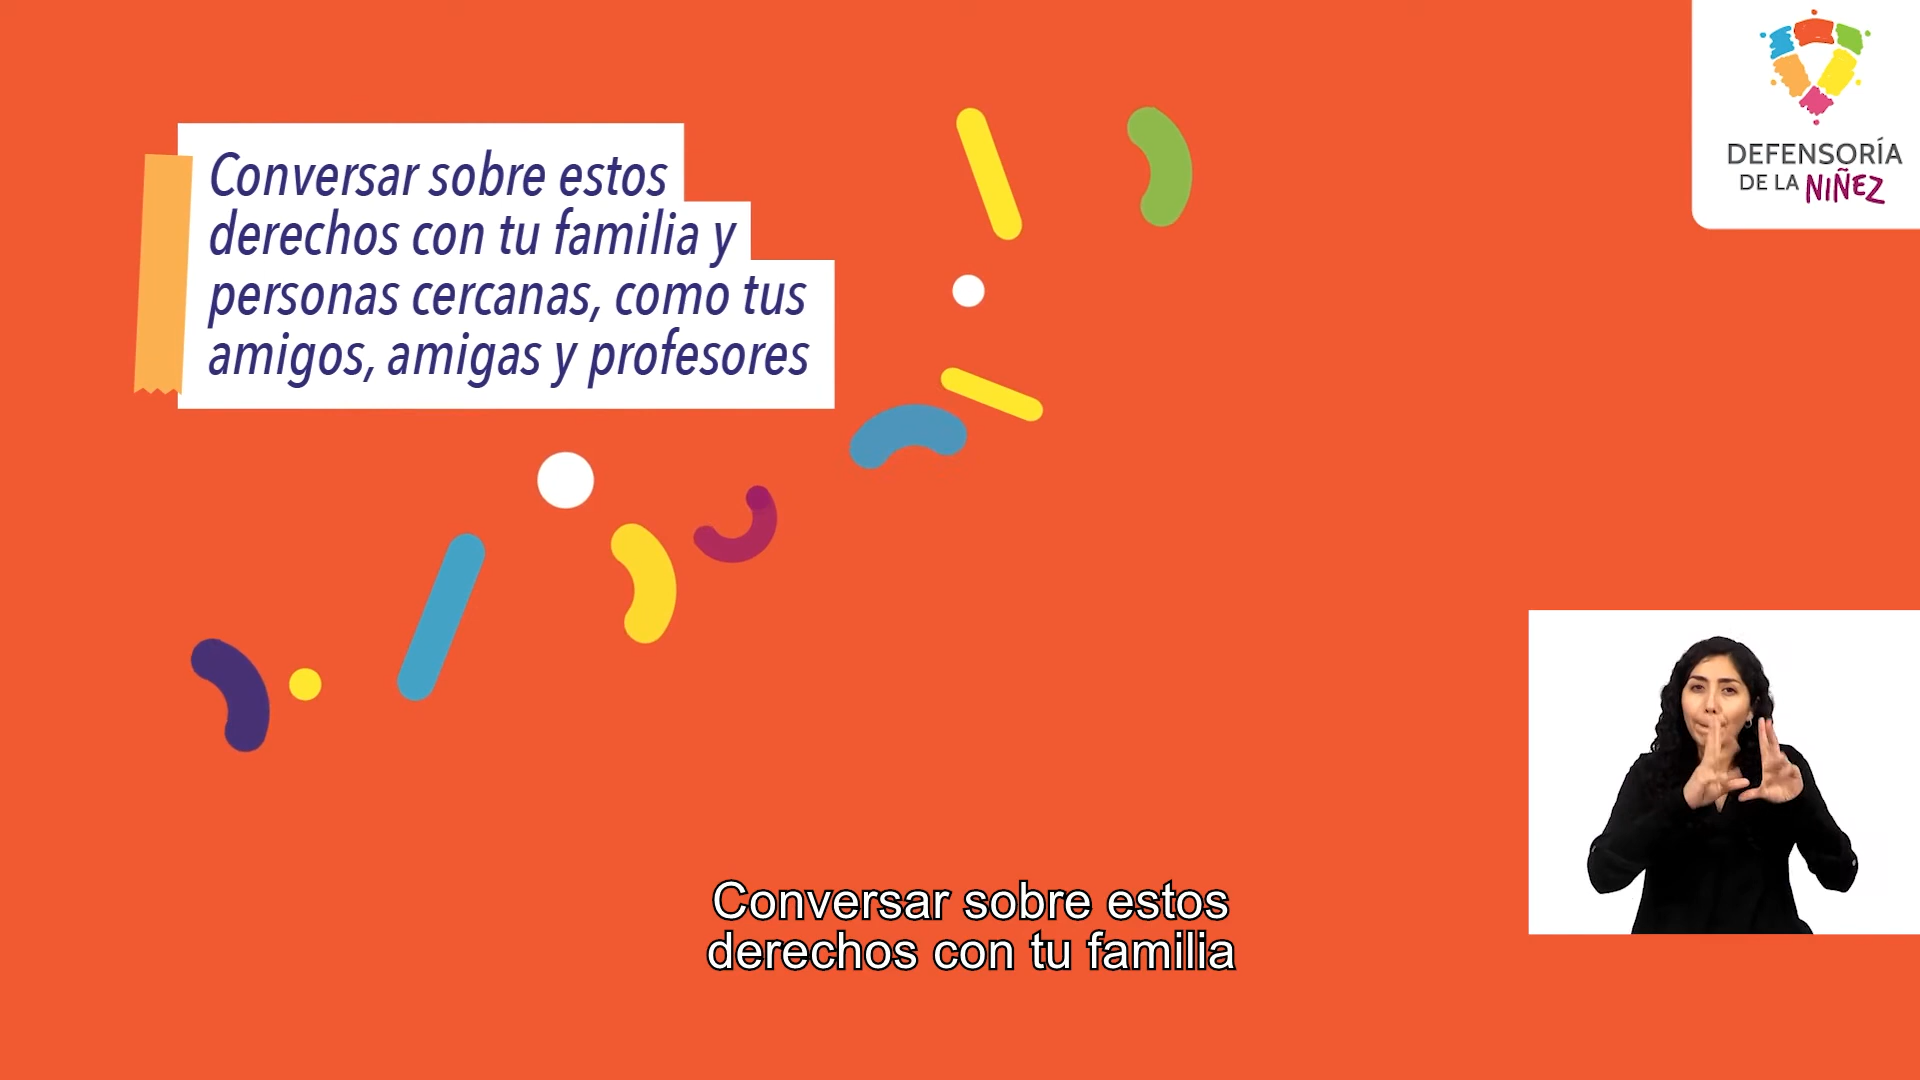 Conversar sobre estos
derechos con tu familia y
personas cercanas, como tus
amigos, amigas y profesores
DEFENSORÍA
DE LA NIÑEZ
Conversar sobre estos
derechos con tu familia